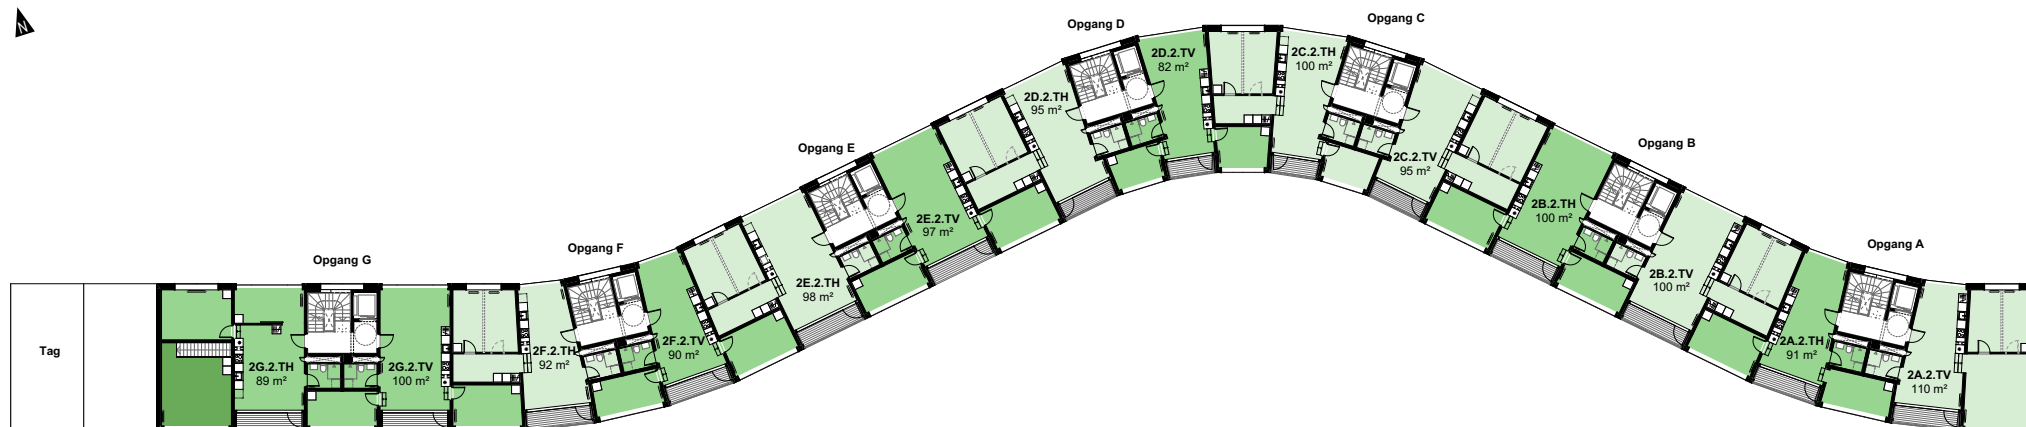 N
Opgang D
Opgang C
2D.2.TV
82 m²
2C.2.TH
100 m²
2D.2.TH
95 m²
Opgang E
Opgang B
2C.2.TV
95 m²
2E.2.TV
97 m²
2B.2.TH
100 m²
Opgang F
Opgang A
Opgang G
2E.2.TH
98 m²
2B.2.TV
100 m²
Tag
2G.2.TH
89 m²
2G.2.TV
100 m²
2F.2.TH
92 m²
2F.2.TV
90 m²
2A.2.TH
91 m²
2A.2.TV
110 m²